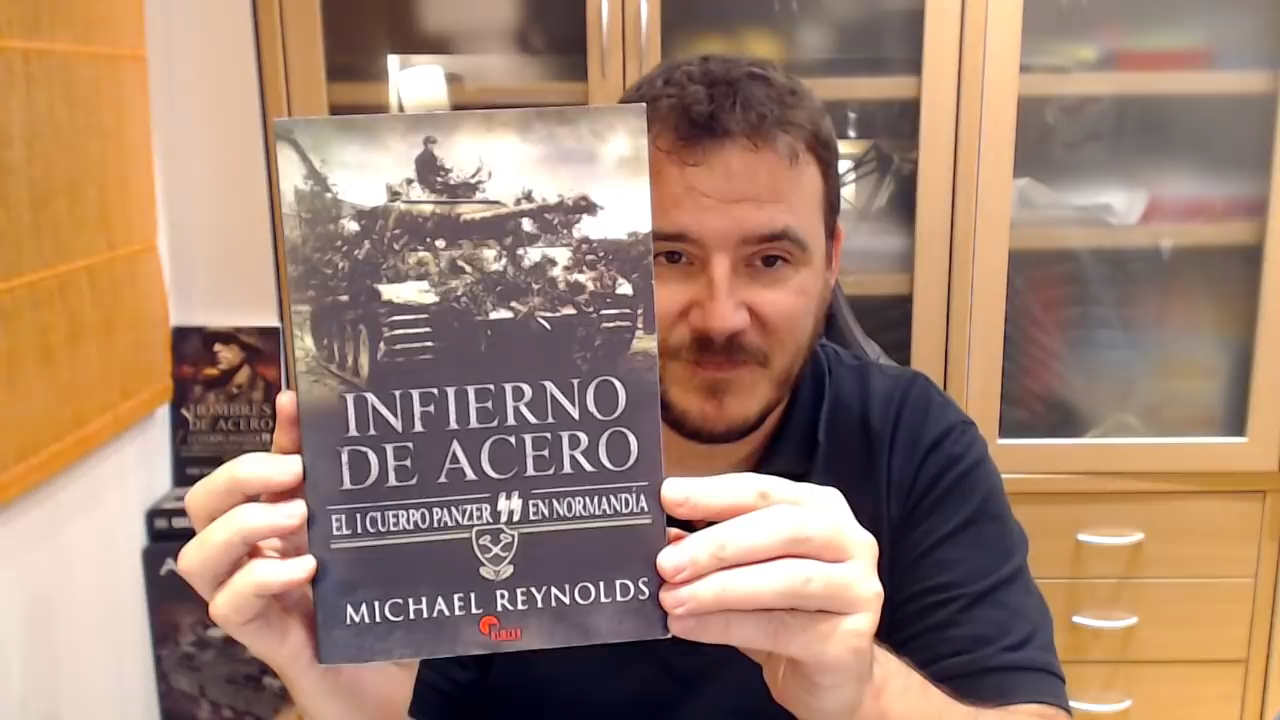 INFIERNO
DE ACERO
EL I CUERPO PANZER SS EN NORMANDÍA
MICHAEL REYNOLDS
HOMBRES
DE ACERO